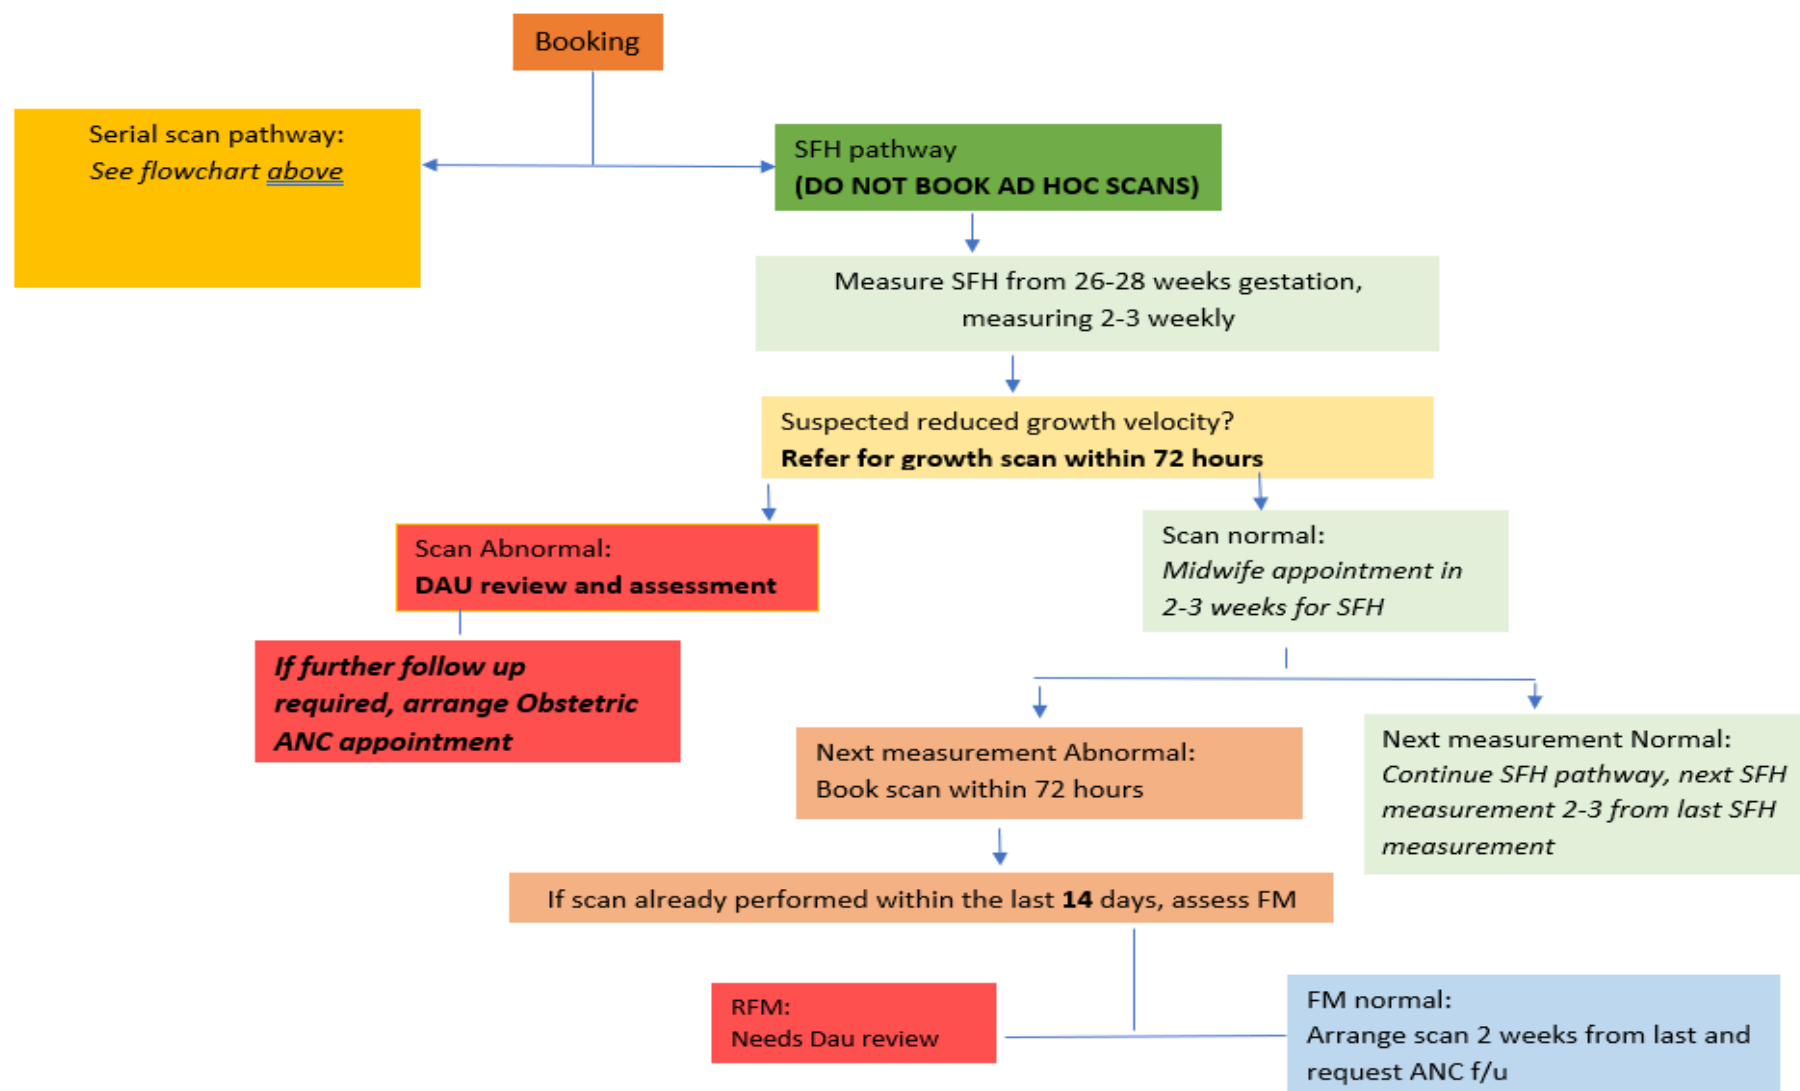 Booking
Serial scan pathway:
See flowchart above
SFH pathway
(DO NOT BOOK AD HOC SCANS)
Measure SFH from 26-28 weeks gestation,
measuring 2-3 weekly
Suspected reduced growth velocity?
Refer for growth scan within 72 hours
Scan Abnormal:
DAU review and assessment
Scan normal:
Midwife appointment in
2-3 weeks for SFH
If further follow up
required, arrange Obstetric
ANC appointment
Next measurement Abnormal:
Book scan within 72 hours
Next measurement Normal:
Continue SFH pathway, next SFH
measurement 2-3 from last SFH
measurement
If scan already performed within the last 14 days, assess FM
RFM:
Needs Dau review
FM normal:
Arrange scan 2 weeks from last and
request ANC f/u